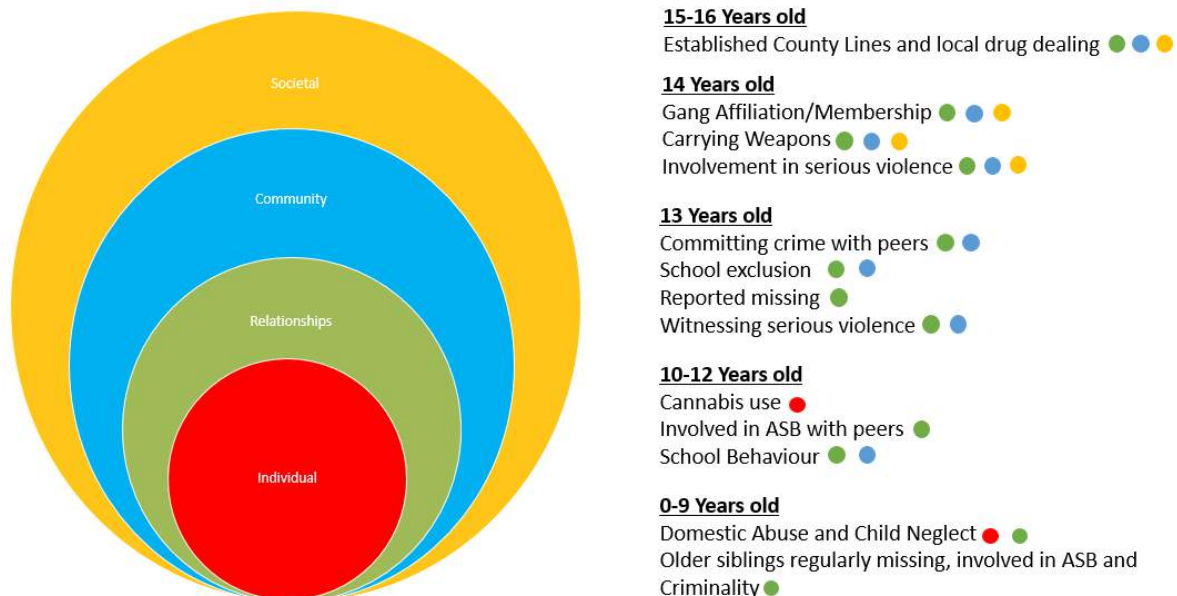 Societal
Community
Relationships
Individual
15-16 Years old
Established County Lines and local drug dealing
14 Years old
Gang Affiliation/Membership
Carrying Weapons
Involvement in serious violence
13 Years old
Committing crime with peers
School exclusion
Reported missing
Witnessing serious violence
10-12 Years old
Cannabis use
Involved in ASB with peers
School Behaviour
0-9 Years old
Domestic Abuse and Child Neglect
Older siblings regularly missing, involved in ASB and
Criminality